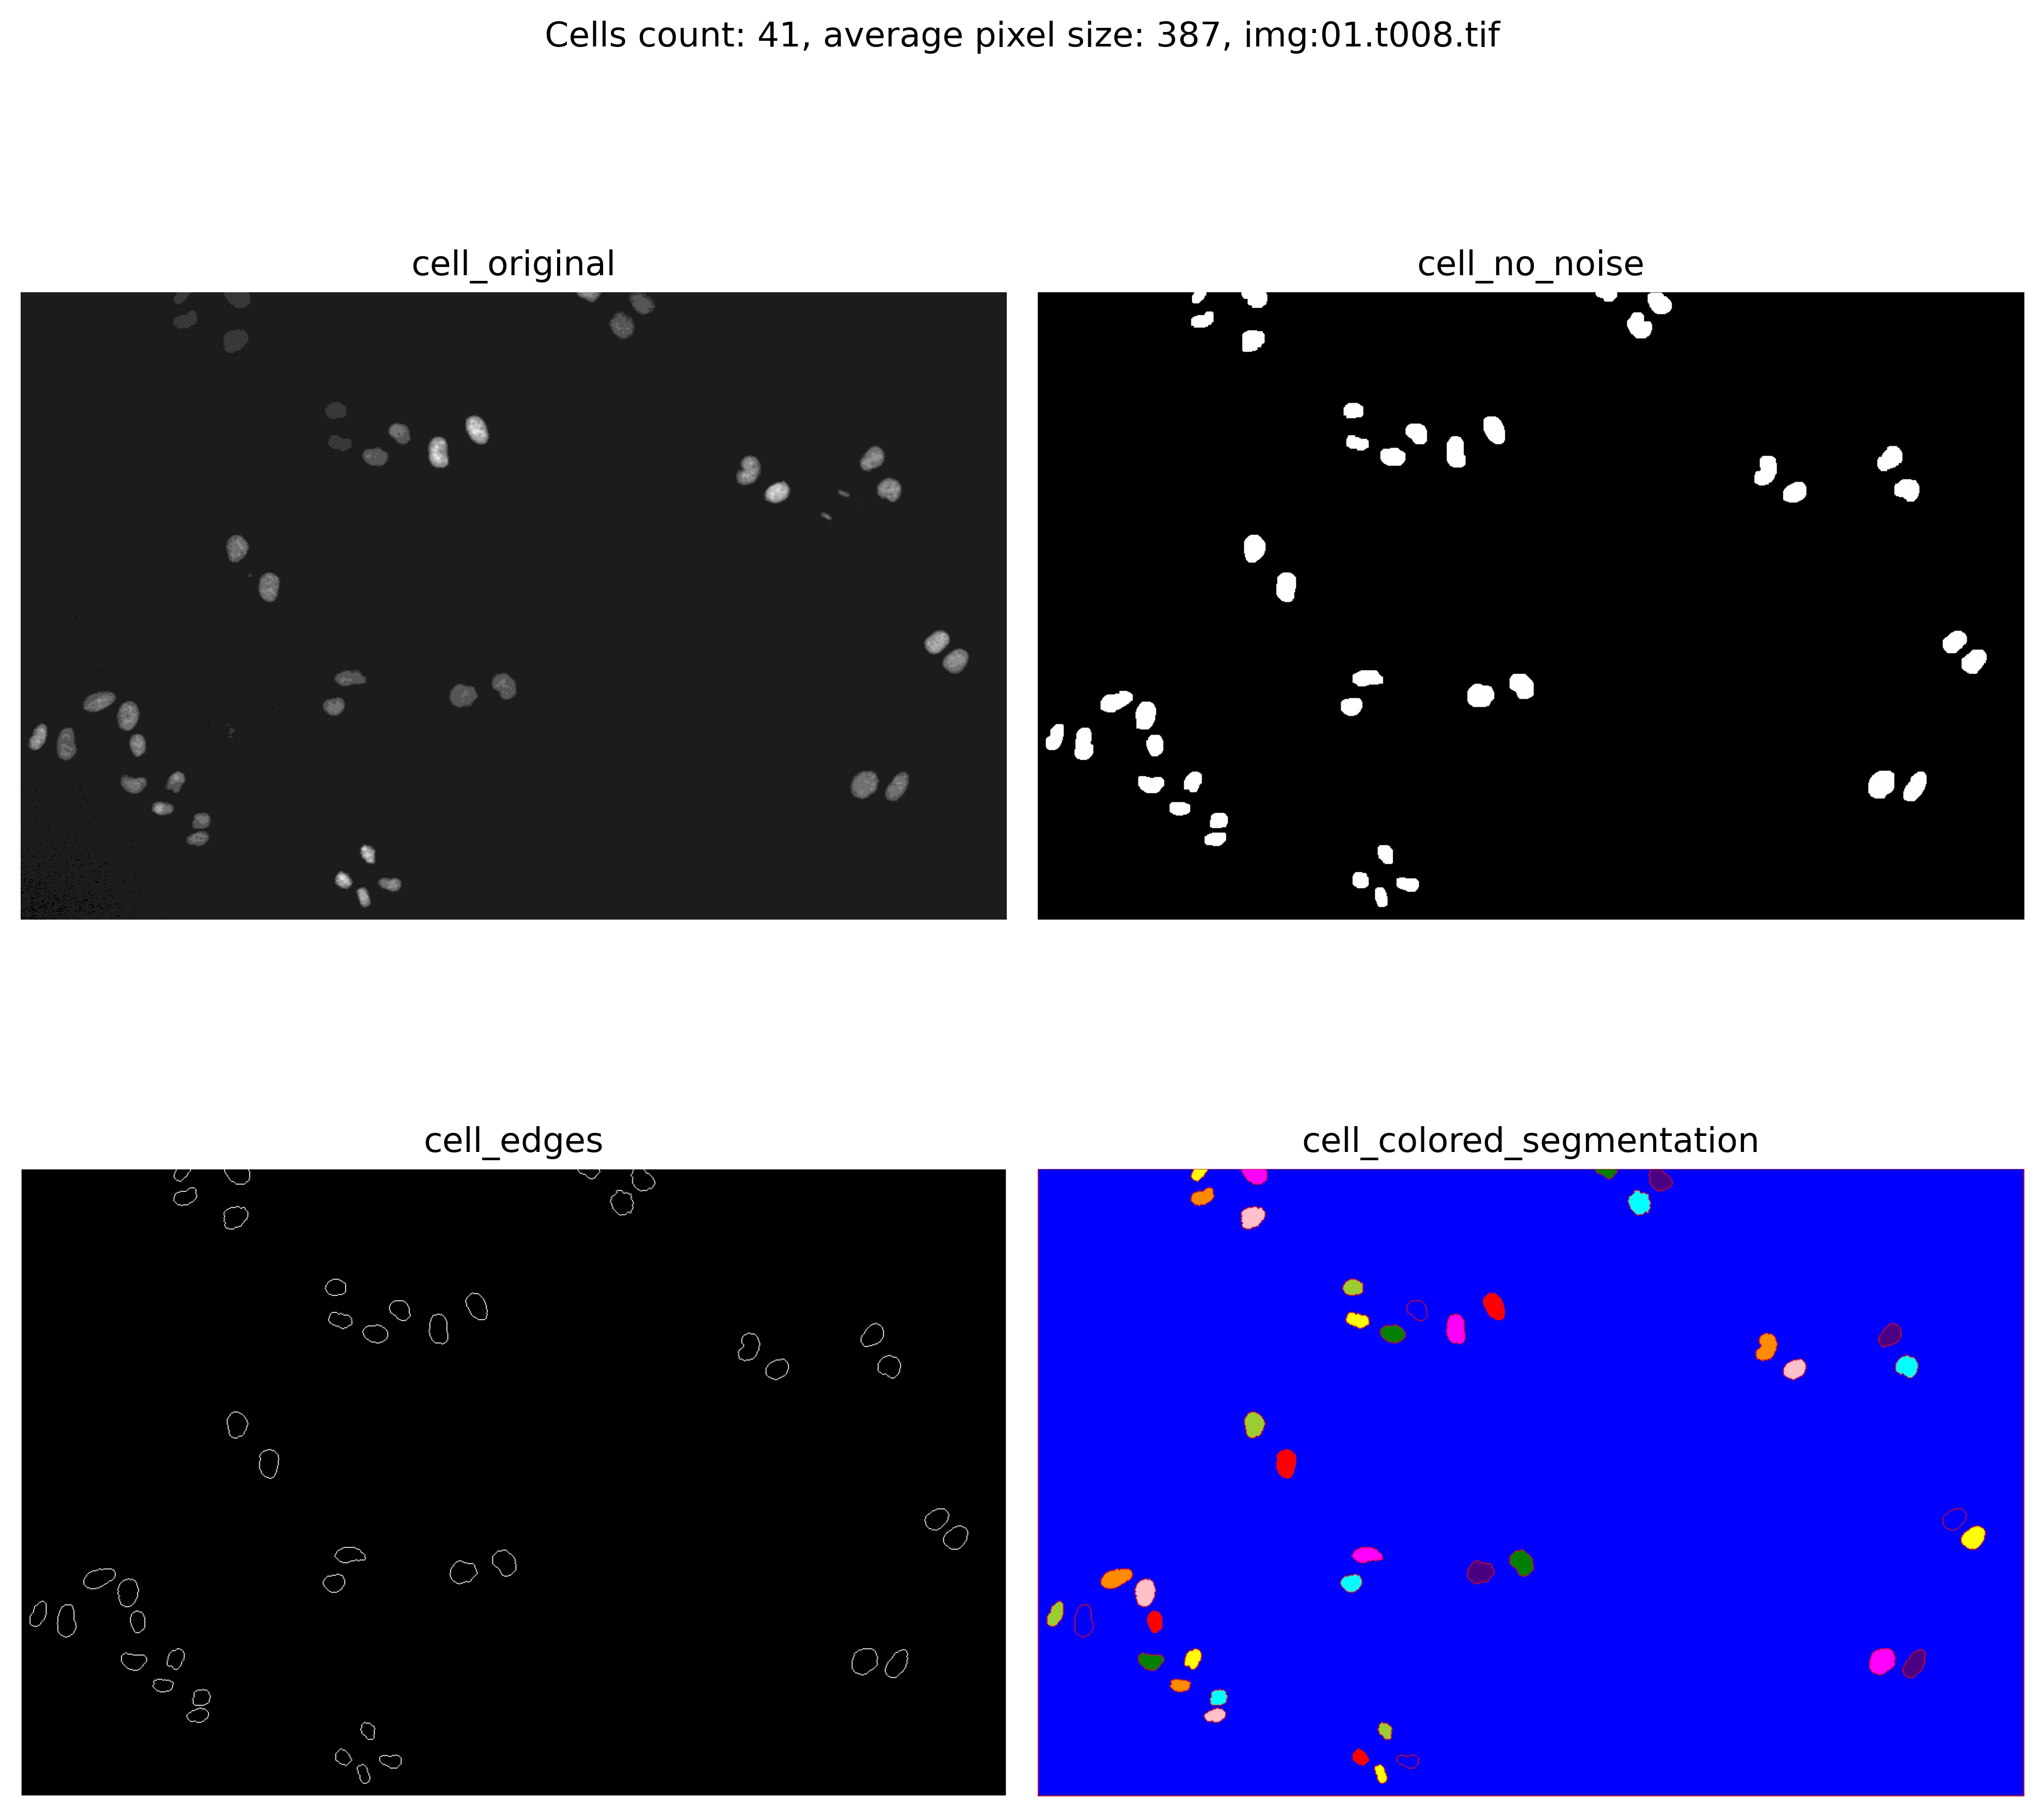 Cells count: 41, average pixel size: 387, img:01.t008.tif
cell_original
cell_no_noise
cell_edges
cell_colored_segmentation